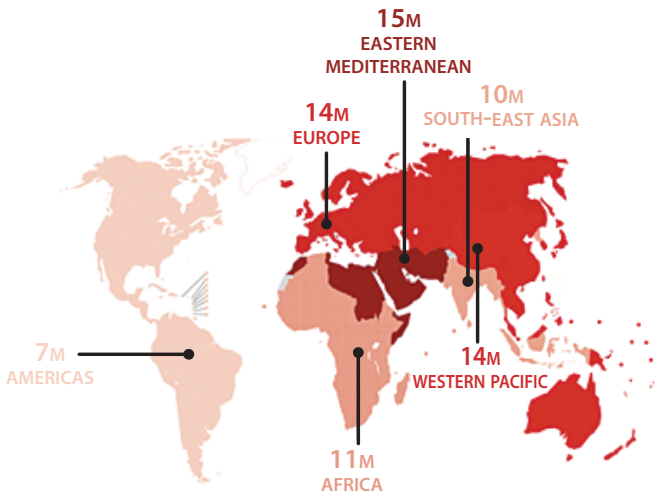 15M
EASTERN
MEDITERRANEAN
10M
SOUTH-EAST ASIA
14M
EUROPE
7M
AMERICAS
14M
WESTERN PACIFIC
11M
AFRICA